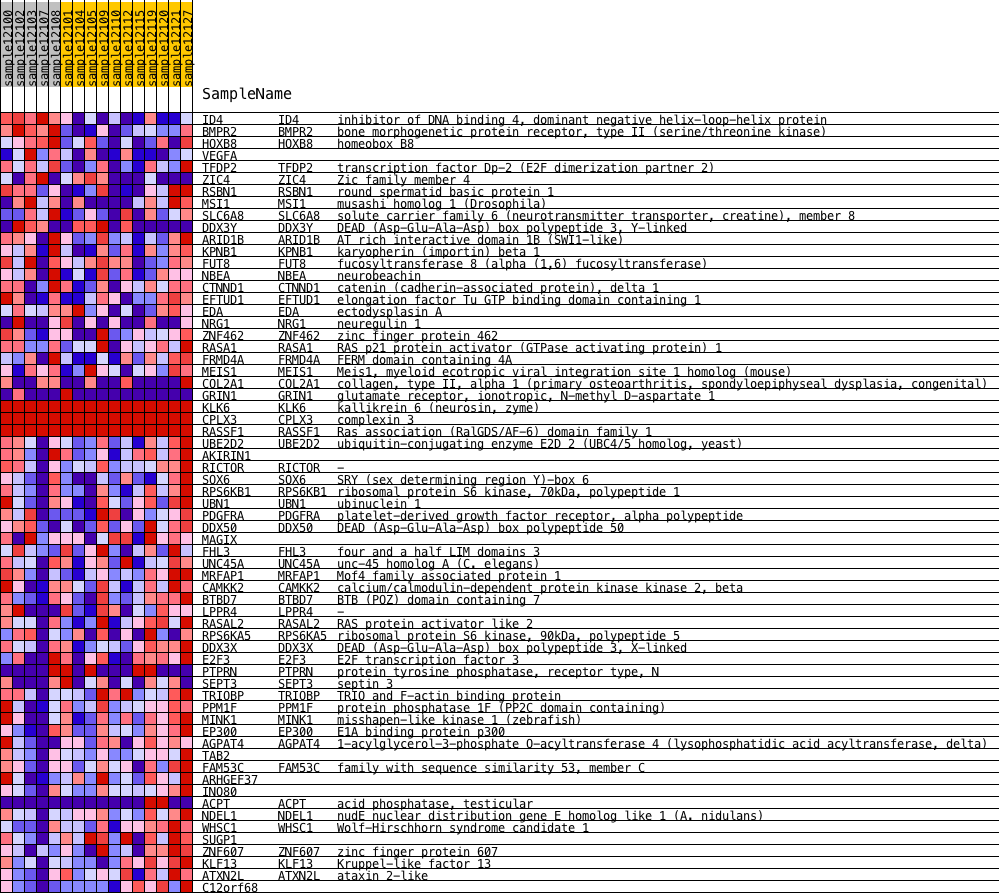 sample12100
sample12102
sample12103
sample12107
sample12108
sample12101
sample12104
sample12105
sample12109
sample12110
sample12112
sample12115
sample12119
sample12120
sample12121
sample12127
SampleName
ID4 ID4 inhibitor of DNA binding 4, dominant negative helix-loop-helix protein
BMPR2 BMPR2 bone morphogenetic protein receptor, type II (serine/threonine kinase)
HOXB8 HOXB8 homeobox B8
VEGFA
TFDP2 TFDP2 transcription factor Dp-2 (E2F dimerization partner 2)
ZIC4 ZIC4 Zic family member 4
RSBN1 RSBN1 round spermatid basic protein 1
MSI1 MSI1 musashi homolog 1 (Drosophila)
SLC6A8 SLC6A8 solute carrier family 6 (neurotransmitter transporter, creatine), member 8
DDX3Y DDX3Y DEAD (Asp-Glu-Ala-Asp) box polypeptide 3, Y-linked
ARID1B ARID1B AT rich interactive domain 1B (SWI1-like)
KPNB1 KPNB1 karyopherin (importin) beta 1
FUT8 FUT8 fucosyltransferase 8 (alpha (1,6) fucosyltransferase)
NBEA NBEA neurobeachin
CTNND1 CTNND1 catenin (cadherin-associated protein), delta 1
EFTUD1 EFTUD1 elongation factor Tu GTP binding domain containing 1
EDA EDA ectodysplasin A
NRG1 NRG1 neuregulin 1
ZNF462 ZNF462 zinc finger protein 462
RASA1 RASA1 RAS p21 protein activator (GTPase activating protein) 1
FRMD4A FRMD4A FERM domain containing 4A
MEIS1 MEIS1 Meis1, myeloid ecotropic viral integration site 1 homolog (mouse)
COL2A1 COL2A1 collagen, type II, alpha 1 (primary osteoarthritis, spondyloepiphyseal dysplasia, congenital)
GRIN1 GRIN1 glutamate receptor, ionotropic, N-methyl D-aspartate 1
KLK6 KLK6 kallikrein 6 (neurosin, zyme)
CPLX3 CPLX3 complexin 3
RASSF1 RASSF1 Ras association (RalGDS/AF-6) domain family 1
UBE2D2 UBE2D2 ubiquitin-conjugating enzyme E2D 2 (UBC4/5 homolog, yeast)
AKIRIN1
RICTOR RICTOR -
SOX6 SOX6 SRY (sex determining region Y)-box 6
RPS6KB1 RPS6KB1 ribosomal protein S6 kinase, 70kDa, polypeptide 1
UBN1 UBN1 ubinuclein 1
PDGFRA PDGFRA platelet-derived growth factor receptor, alpha polypeptide
DDX50 DDX50 DEAD (Asp-Glu-Ala-Asp) box polypeptide 50
MAGIX
FHL3 FHL3 four and a half LIM domains 3
UNC45A UNC45A unc-45 homolog A (C. elegans)
MRFAP1 MRFAP1 Mof4 family associated protein 1
CAMKK2 CAMKK2 calcium/calmodulin-dependent protein kinase kinase 2, beta
BTBD7 BTBD7 BTB (POZ) domain containing 7
LPPR4 LPPR4 -
RASAL2 RASAL2 RAS protein activator like 2
RPS6KA5 RPS6KA5 ribosomal protein S6 kinase, 90kDa, polypeptide 5
DDX3X DDX3X DEAD (Asp-Glu-Ala-Asp) box polypeptide 3, X-linked
E2F3 E2F3 E2F transcription factor 3
PTPRN PTPRN protein tyrosine phosphatase, receptor type, N
SEPT3 SEPT3 septin 3
TRIOBP TRIOBP TRIO and F-actin binding protein
PPM1F PPM1F protein phosphatase 1F (PP2C domain containing)
MINK1 MINK1 misshapen-like kinase 1 (zebrafish)
EP300 EP300 E1A binding protein p300
AGPAT4 AGPAT4 1-acylglycerol-3-phosphate O-acyltransferase 4 (lysophosphatidic acid acyltransferase, delta)
TAB2
FAM53C FAM53C family with sequence similarity 53, member C
ARHGEF37
INO80
ACPT ACPT acid phosphatase, testicular
NDEL1 NDEL1 nudE nuclear distribution gene E homolog like 1 (A. nidulans)
WHSC1 WHSC1 Wolf-Hirschhorn syndrome candidate 1
SUGP1
ZNF607 ZNF607 zinc finger protein 607
KLF13 KLF13 Kruppel-like factor 13
ATXN2L ATXN2L ataxin 2-like
C12orf68